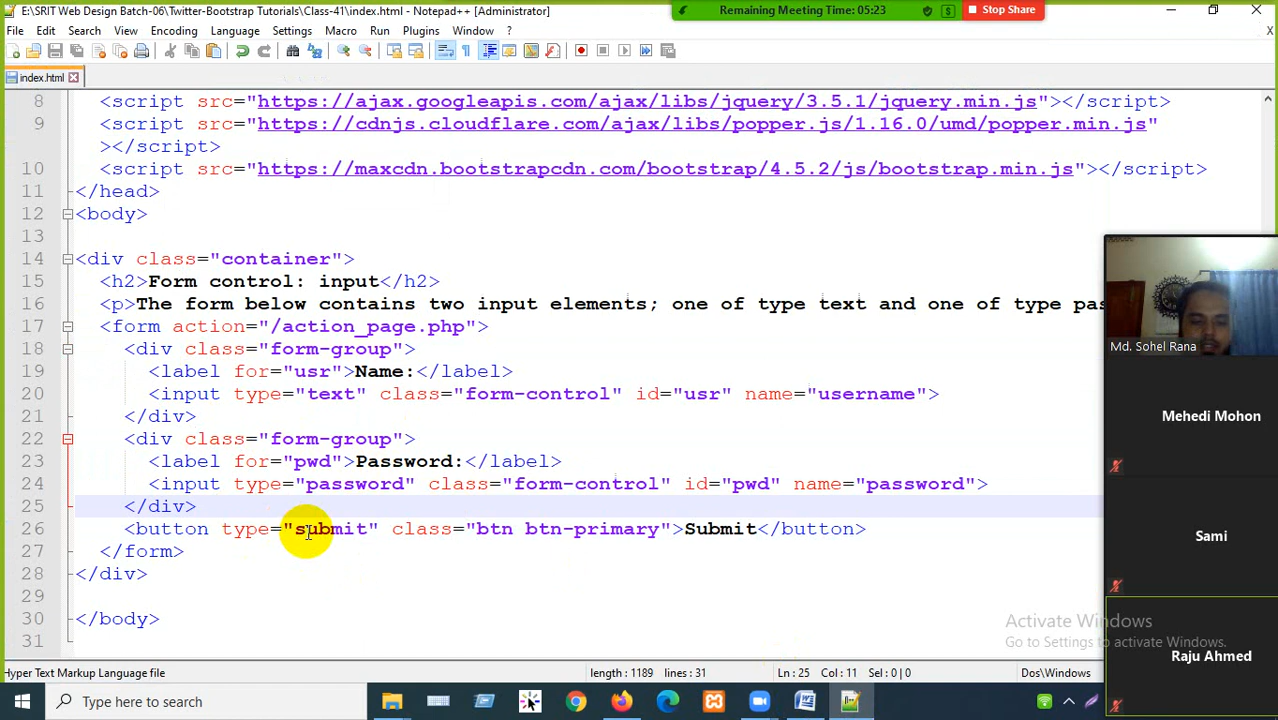 E:\SRIT Web Design Batch-06\Twitter-Bootstrap Tutorials\Class-41\index.html - Notepad++ [Administrator]
Remaining Meeting Time: 05:23
Stop Share
File Edit Search View Encoding Language Settings Macro Run Plugins Window ?
X
index.html
8 <script src="https://ajax.googleapis.com/ajax/libs/jquery/3.5.1/jquery.min.js"></script>
9 <script src="https://cdnjs.cloudflare.com/ajax/libs/popper.js/1.16.0/umd/popper.min.js"
></script>
10 <script src="https://maxcdn.bootstrapcdn.com/bootstrap/4.5.2/js/bootstrap.min.js"></script>
11 </head>
12 <body>
13
14 <div class="container">
15 <h2>Form control: input</h2>
16 <p>The form below contains two input elements; one of type text and one of type pas
17 <form action="/action_page.php">
18 <div class="form-group">
19 <label for="usr">Name:</label>
20 <input type="text" class="form-control" id="usr" name="username">
21 </div>
22 <div class="form-group">
23 <label for="pwd">Password:</label>
24 <input type="password" class="form-control" id="pwd" name="password">
25 </div>
26 <button type="submit" class="btn btn-primary">Submit</button>
27 </form>
28 </div>
29
30 </body>
31
Md. Sohel Rana
Mehedi Mohon
Sami
Raju Ahmed
Activate Windows
Go to Settings to activate Windows.
Hyper Text Markup Language file length : 1189 lines : 31 Ln : 25 Col : 11 Sel : 0 | 0 Dos\Windows
Type here to search